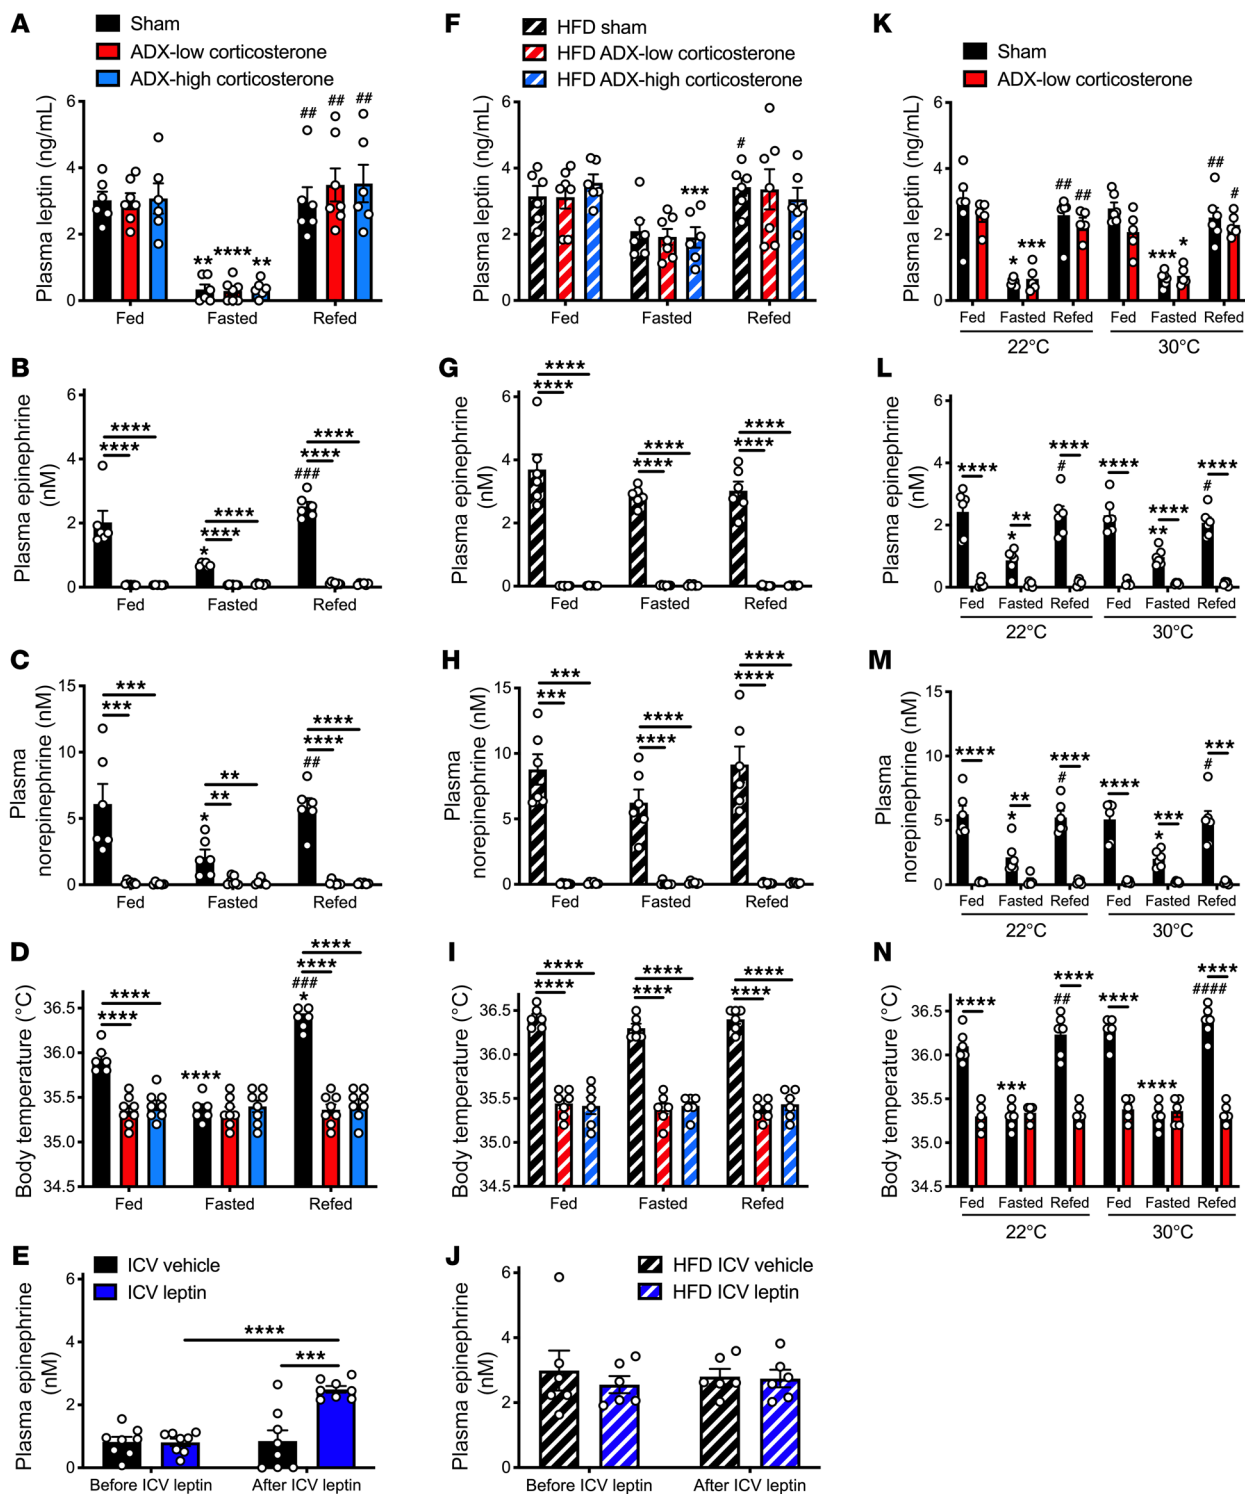 A
Sham
ADX-low corticosterone
ADX-high corticosterone
Plasma leptin (ng/mL)
6
4
2
0
## ## ##
** **** **
Fed Fasted Refed
B
Plasma epinephrine (nM)
6
4
2
0
****
****
****
****
*
****
****
###
Fed Fasted Refed
C
Plasma norepinephrine (nM)
15
10
5
0
***
***
**
**
*
****
****
##
Fed Fasted Refed
D
Body temperature (°C)
36.5
36.0
35.5
35.0
34.5
****
****
****
****
****
###
*
Fed Fasted Refed
E
ICV vehicle
ICV leptin
Plasma epinephrine (nM)
6
4
2
0
****
***
Before ICV leptin After ICV leptin
F
HFD sham
HFD ADX-low corticosterone
HFD ADX-high corticosterone
Plasma leptin (ng/mL)
6
4
2
0
***
#
Fed Fasted Refed
G
Plasma epinephrine (nM)
6
4
2
0
****
****
****
****
****
****
Fed Fasted Refed
H
Plasma norepinephrine (nM)
15
10
5
0
***
***
****
****
****
****
Fed Fasted Refed
I
Body temperature (°C)
36.5
36.0
35.5
35.0
34.5
****
****
****
****
****
****
Fed Fasted Refed
J
HFD ICV vehicle
HFD ICV leptin
Plasma epinephrine (nM)
6
4
2
0
Before ICV leptin After ICV leptin
K
Sham
ADX-low corticosterone
Plasma leptin (ng/mL)
6
4
2
0
* *** ## ## *** * ## #
Fed Fasted Refed Fed Fasted Refed
22°C 30°C
L
Plasma epinephrine (nM)
6
4
2
0
****
**
*
****
#
****
****
**
****
#
Fed Fasted Refed Fed Fasted Refed
22°C 30°C
M
Plasma norepinephrine (nM)
15
10
5
0
****
**
*
****
#
****
***
*
***
#
Fed Fasted Refed Fed Fasted Refed
22°C 30°C
N
Body temperature (°C)
36.5
36.0
35.5
35.0
34.5
****
***
****
##
****
****
****
####
Fed Fasted Refed Fed Fasted Refed
22°C 30°C